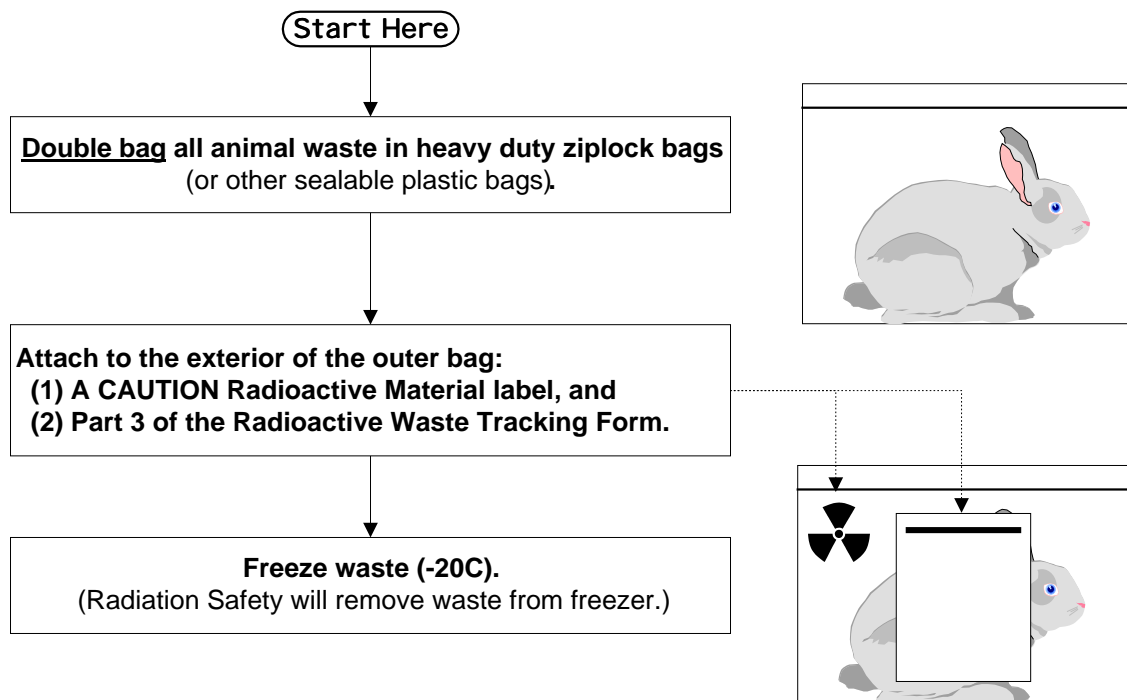 Start Here
Double bag all animal waste in heavy duty ziplock bags
(or other sealable plastic bags).
Attach to the exterior of the outer bag:
(1) A CAUTION Radioactive Material label, and
(2) Part 3 of the Radioactive Waste Tracking Form.
Freeze waste (-20C).
(Radiation Safety will remove waste from freezer.)